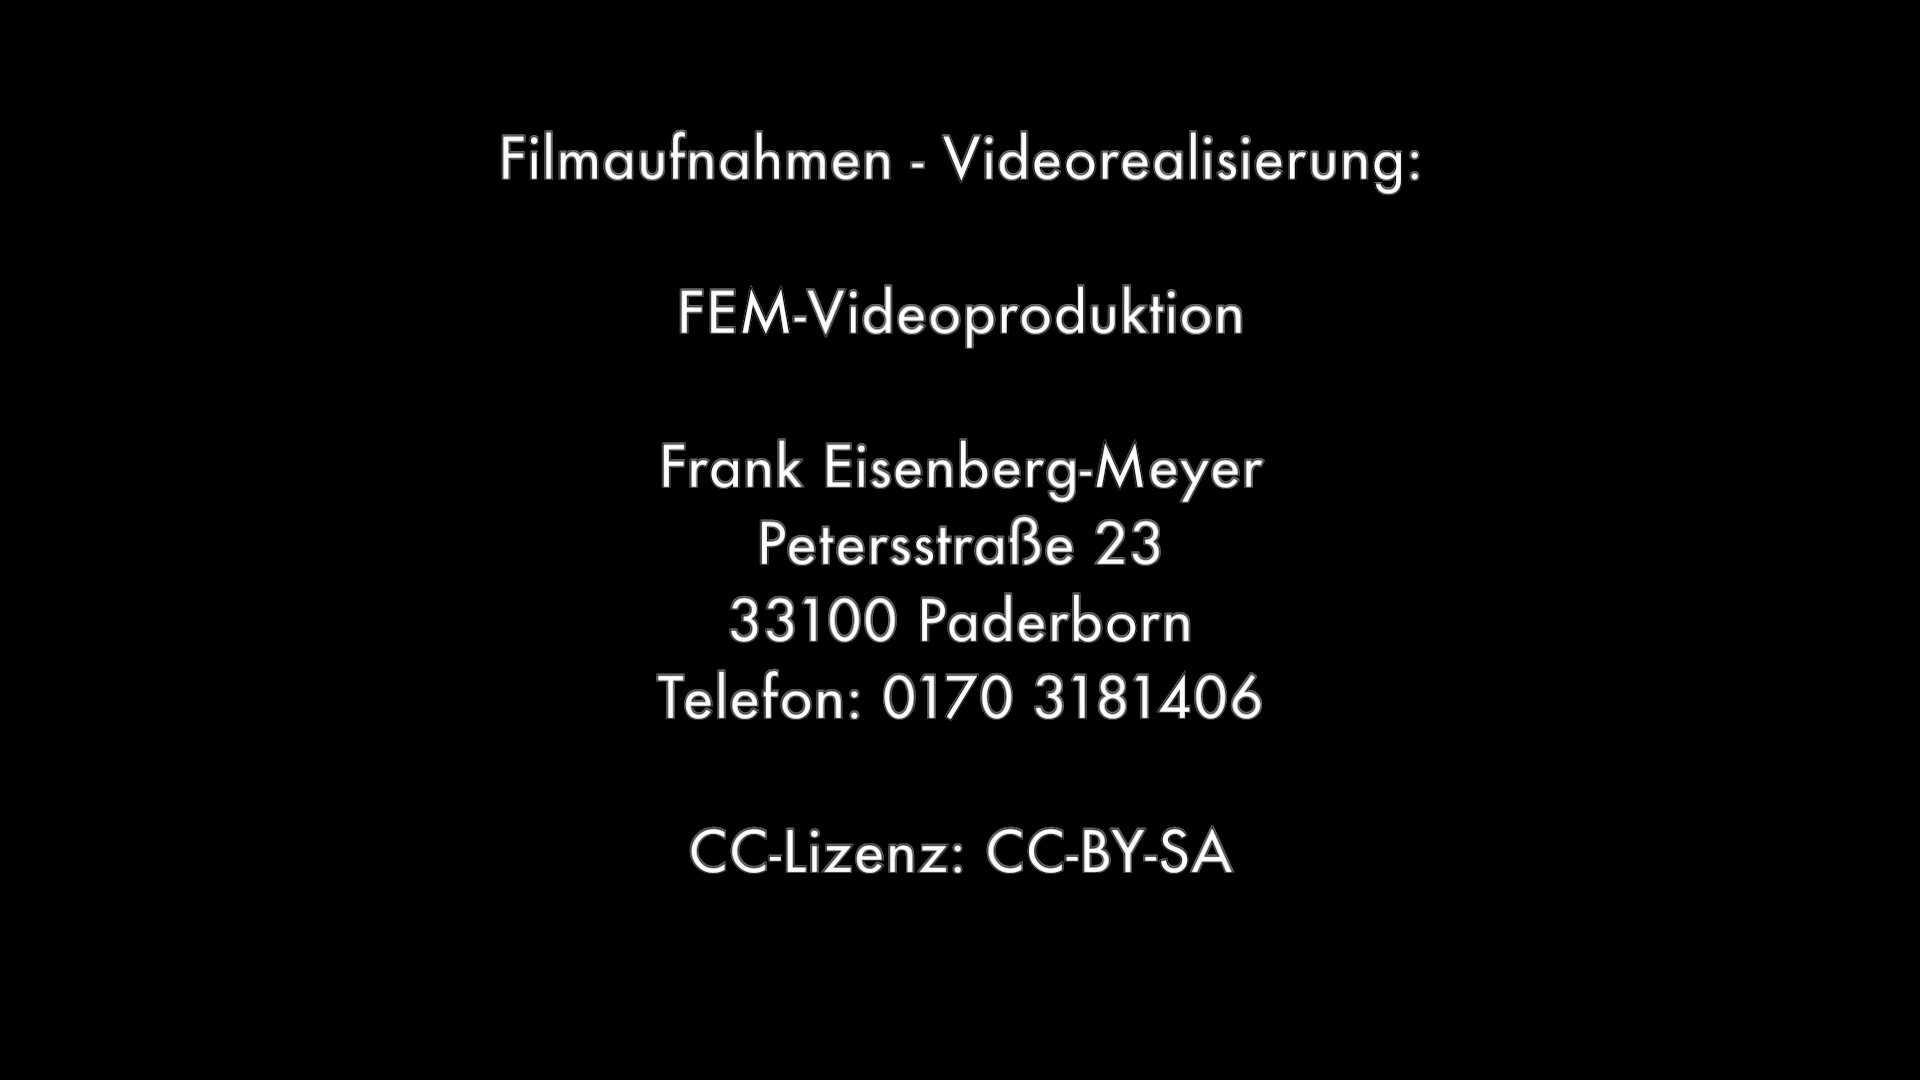 Filmaufnahmen - Videorealisierung:
FEM-Videoproduktion
Frank Eisenberg-Meyer
Petersstraße 23
33100 Paderborn
Telefon: 0170 3181406
CC-Lizenz: CC-BY-SA